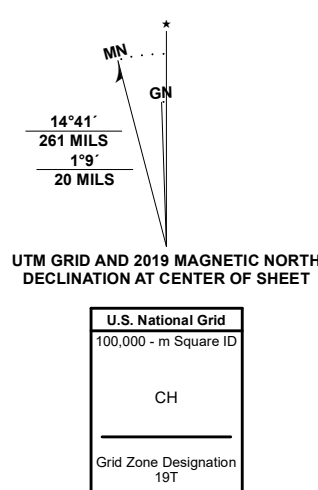 ★
MN
GN
14°41´
261 MILS
1°9´
20 MILS
UTM GRID AND 2019 MAGNETIC NORTH
DECLINATION AT CENTER OF SHEET
U.S. National Grid
100,000 - m Square ID
CH
Grid Zone Designation
19T